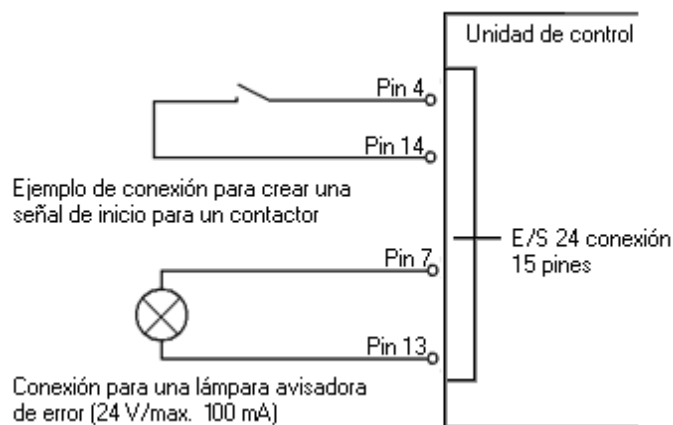 Unidad de control
Pin 4
Pin 14
Ejemplo de conexión para crear una
señal de inicio para un contactor
E/S 24 conexión
15 pines
Pin 7
Pin 13
Conexión para una lámpara avisadora
de error (24 V/max. 100 mA)